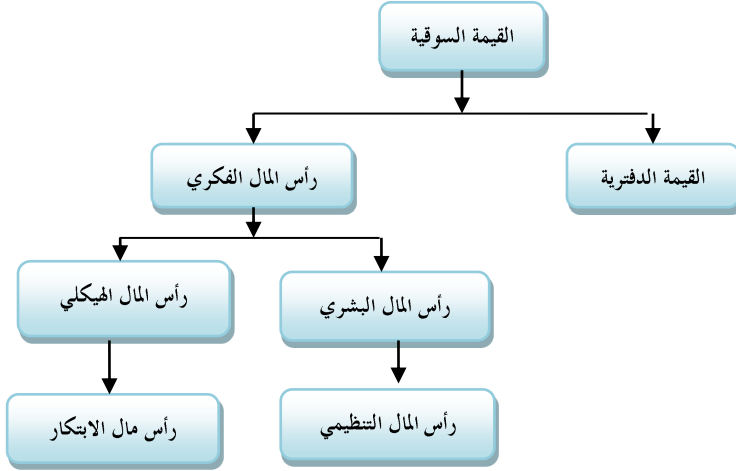 القيمة السوقية
القيمة الدفترية
رأس المال الفكري
رأس المال البشري
رأس المال الهيكلي
رأس المال التنظيمي
رأس مال الابتكار